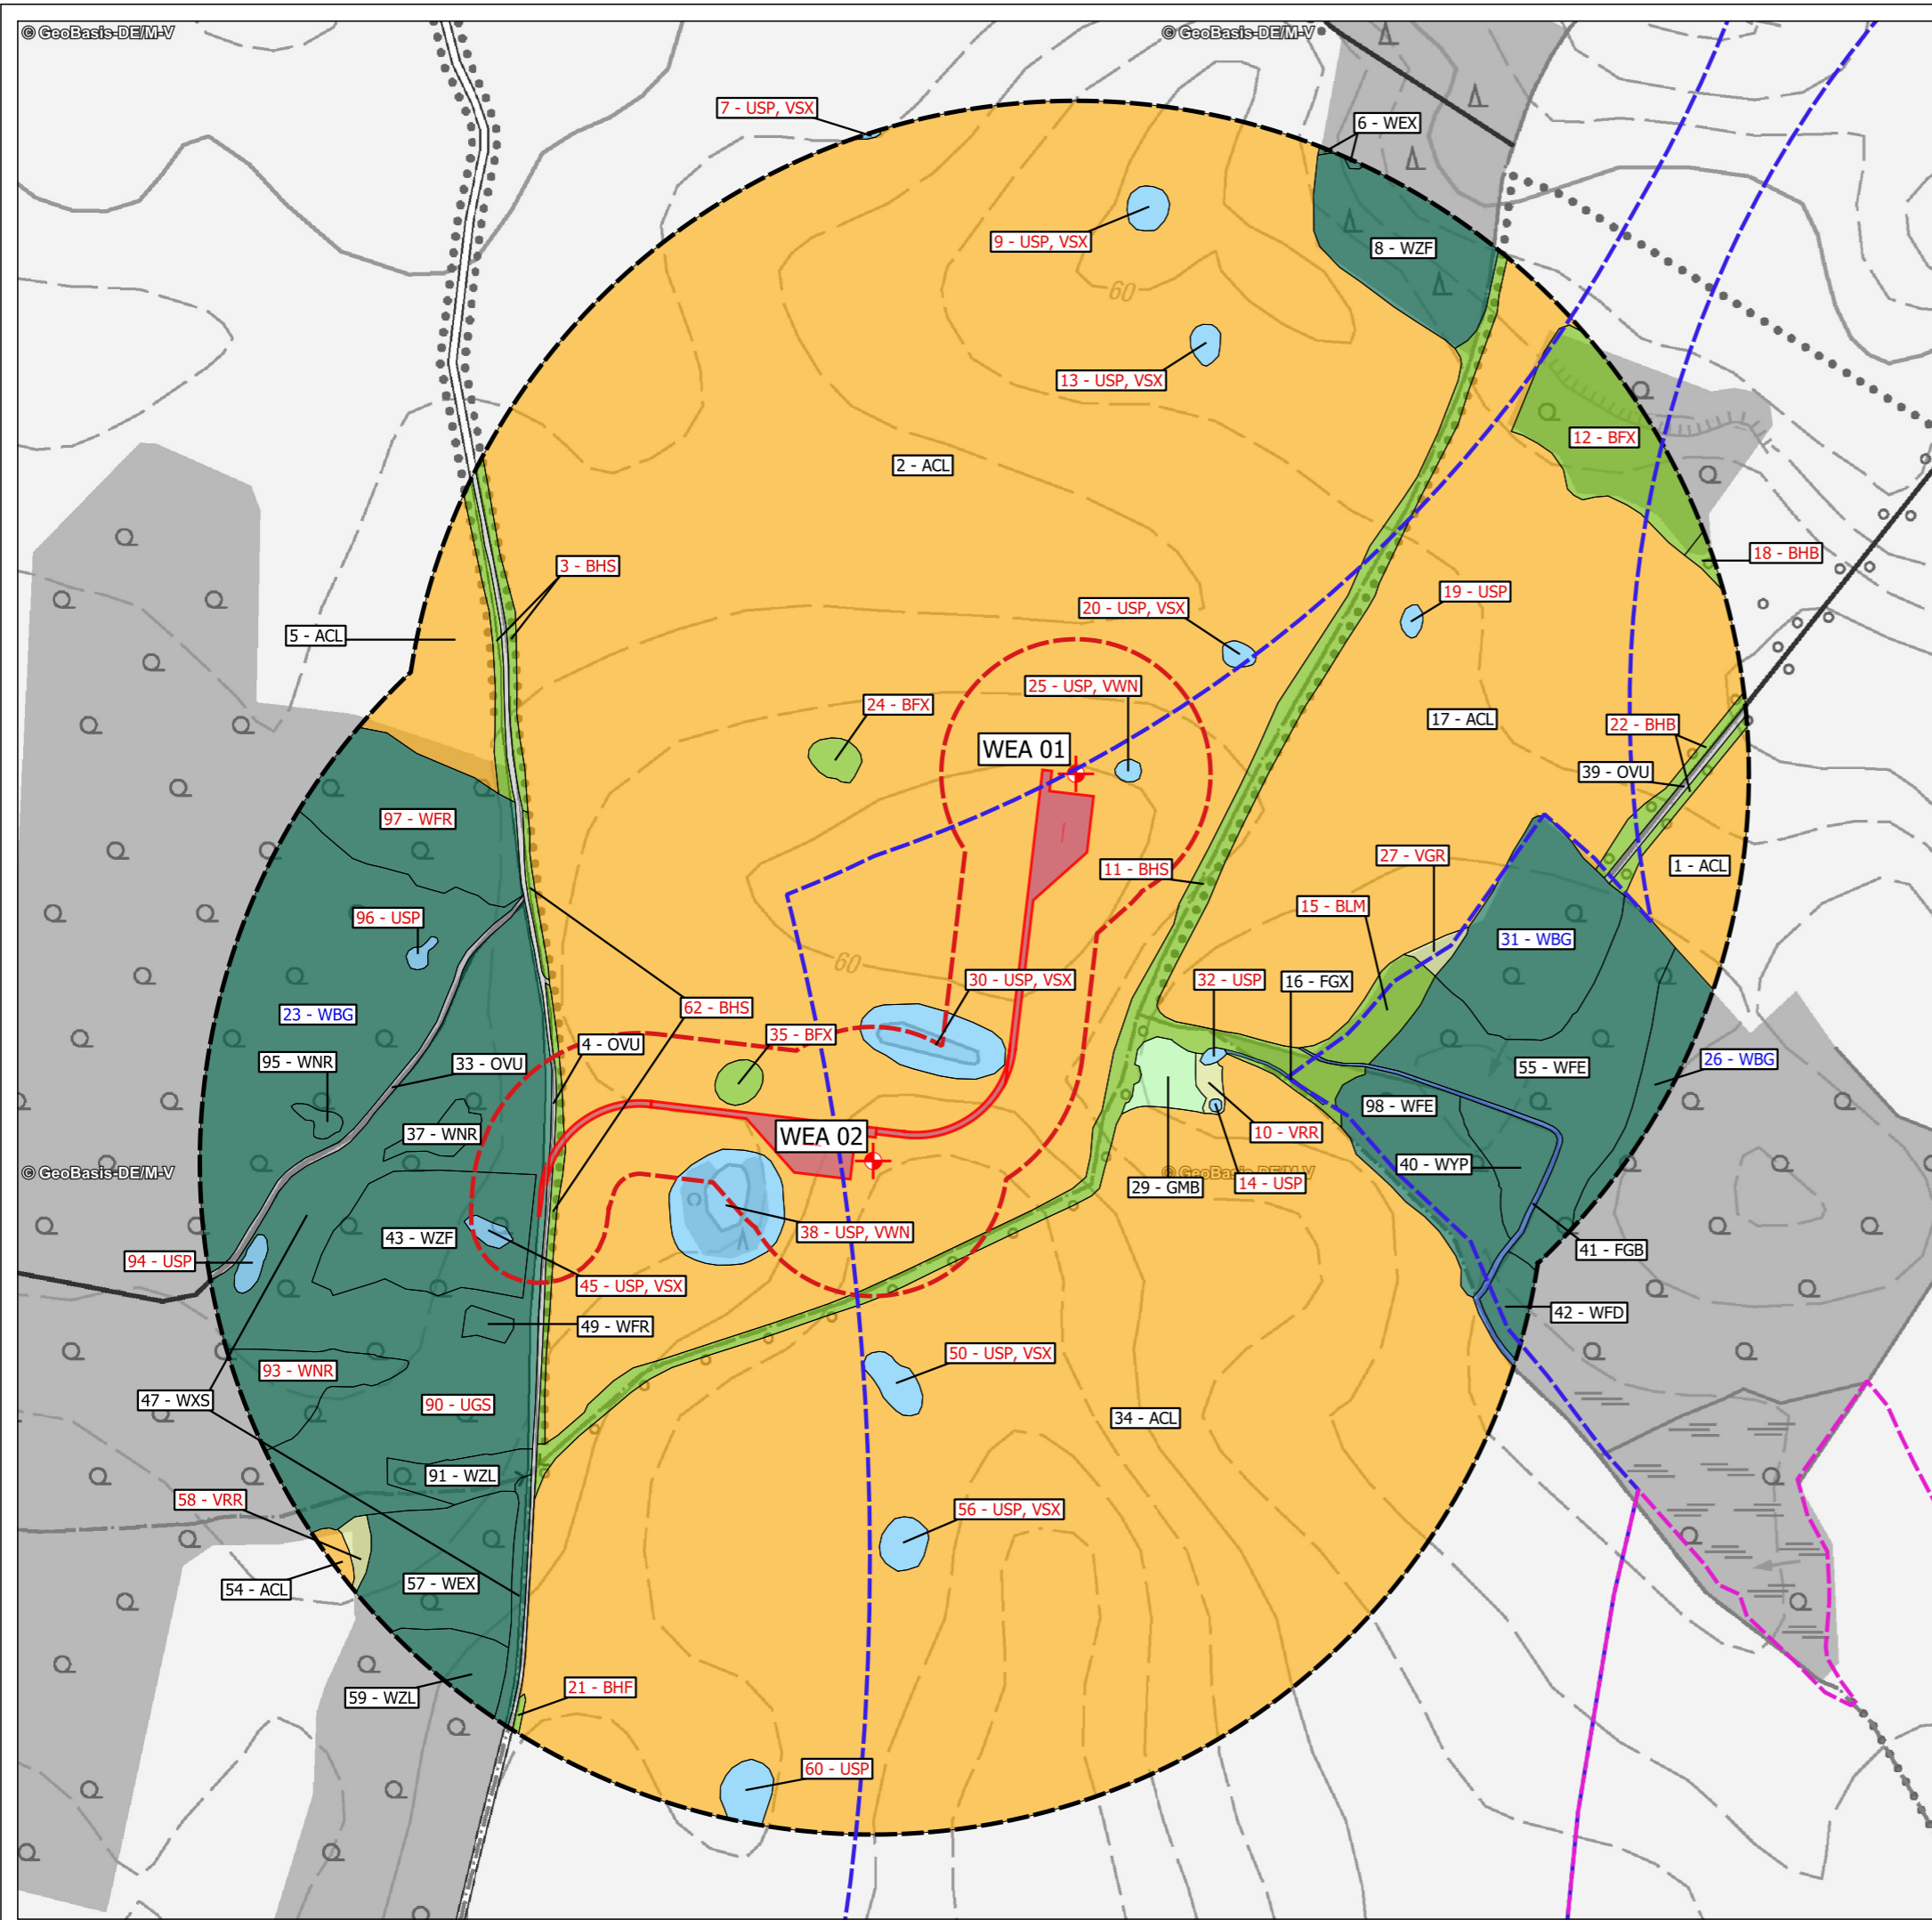 © GeoBasis-DE/M-V
© GeoBasis-DE/M-V
7 - USP, VSX
6 - WEX
9 - USP, VSX
8 - WZF
60
13 - USP, VSX
12 - BFX
2 - ACL
18 - BHB
3 - BHS
19 - USP
20 - USP, VSX
5 - ACL
25 - USP, VWN
24 - BFX
17 - ACL
22 - BHB
WEA 01
39 - OVU
97 - WFR
27 - VGR
1 - ACL
11 - BHS
15 - BLM
96 - USP
31 - WBG
60
30 - USP, VSX
32 - USP
16 - FGX
62 - BHS
23 - WBG
35 - BFX
4 - OVU
95 - WNR
33 - OVU
55 - WFE
26 - WBG
98 - WFE
37 - WNR
WEA 02
10 - VRR
40 - WYP
© GeoBasis-DE/M-V
© GeoBasis-DE/M-V
29 - GMB
14 - USP
38 - USP, VWN
43 - WZF
41 - FGB
94 - USP
45 - USP, VSX
42 - WFD
49 - WFR
50 - USP, VSX
93 - WNR
47 - WXS
90 - UGS
34 - ACL
91 - WZL
58 - VRR
56 - USP, VSX
57 - WEX
54 - ACL
21 - BHF
59 - WZL
60 - USP